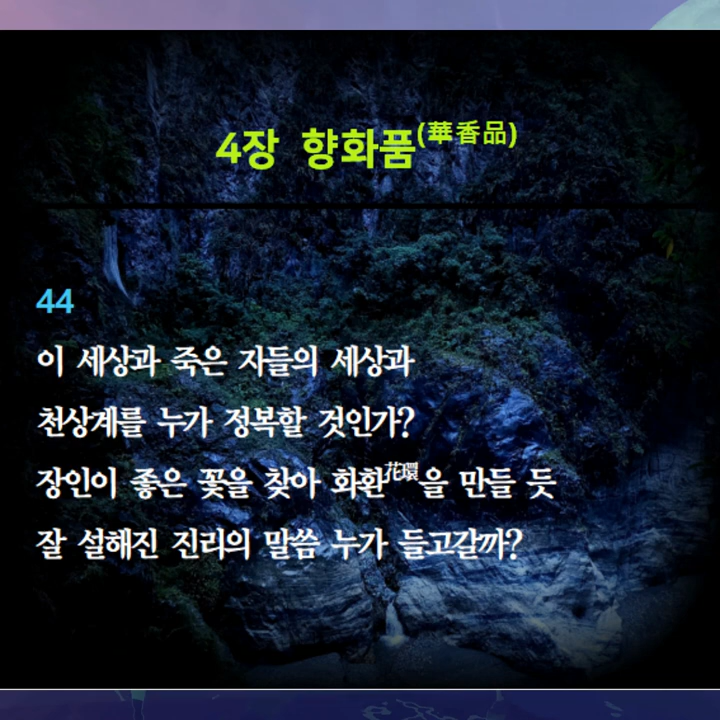 4장 향화품(華香品)
44
이 세상과 죽은 자들의 세상과
천상계를 누가 정복할 것인가?
장인이 좋은 꽃을 찾아 화환花環을 만들 듯
잘 설해진 진리의 말씀 누가 들고갈까?